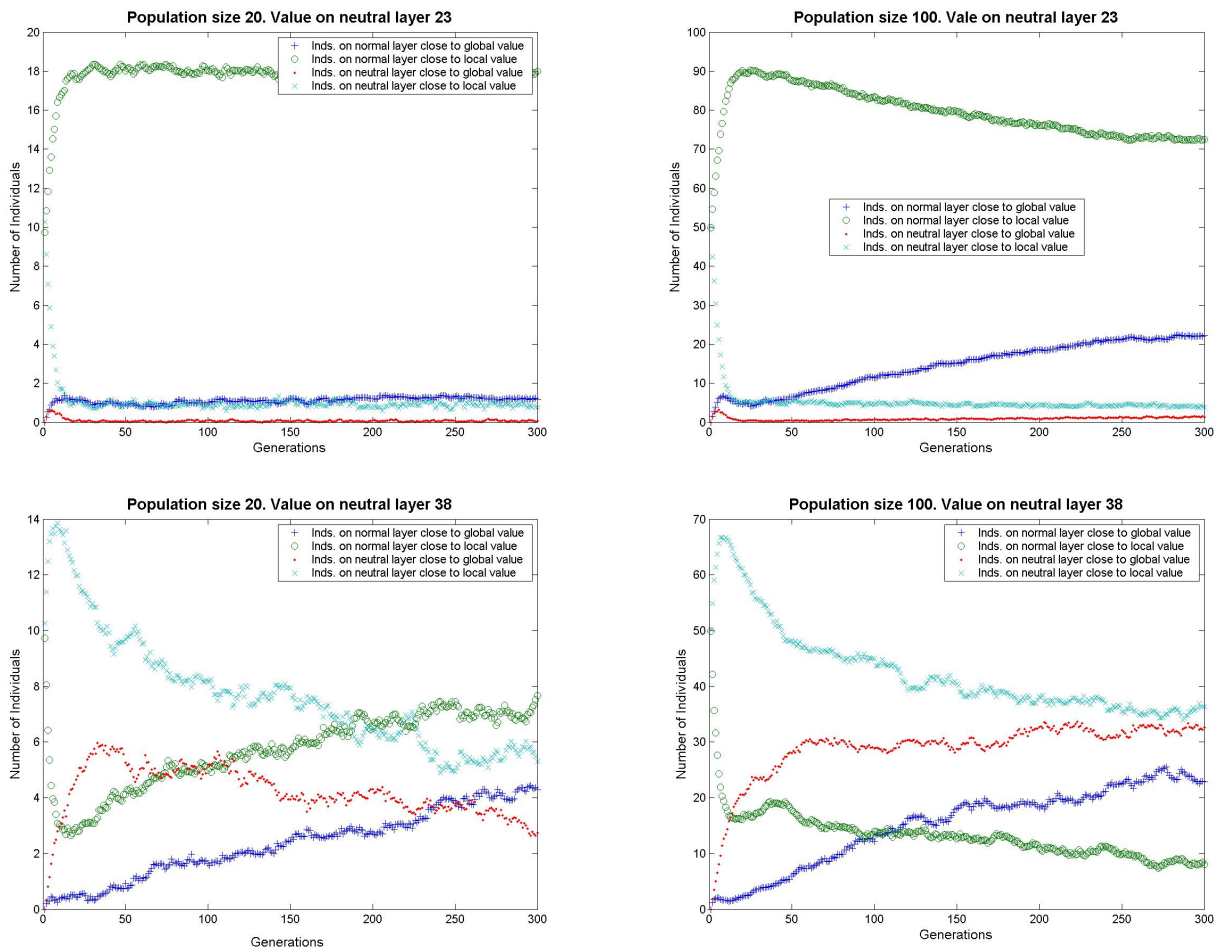 Population size 20. Value on neutral layer 23
Number of Individuals
20
18
16
14
12
10
8
6
4
2
0
Inds. on normal layer close to global value
Inds. on normal layer close to local value
Inds. on neutral layer close to global value
Inds. on neutral layer close to local value
0 50 100 150 200 250 300
Generations
Population size 100. Vale on neutral layer 23
Number of Individuals
100
90
80
70
60
50
40
30
20
10
0
Inds. on normal layer close to global value
Inds. on normal layer close to local value
Inds. on neutral layer close to global value
Inds. on neutral layer close to local value
0 50 100 150 200 250 300
Generations
Population size 20. Value on neutral layer 38
Number of Individuals
14
12
10
8
6
4
2
0
Inds. on normal layer close to global value
Inds. on normal layer close to local value
Inds. on neutral layer close to global value
Inds. on neutral layer close to local value
0 50 100 150 200 250 300
Generations
Population size 100. Value on neutral layer 38
Number of Individuals
70
60
50
40
30
20
10
0
Inds. on normal layer close to global value
Inds. on normal layer close to local value
Inds. on neutral layer close to global value
Inds. on neutral layer close to local value
0 50 100 150 200 250 300
Generations